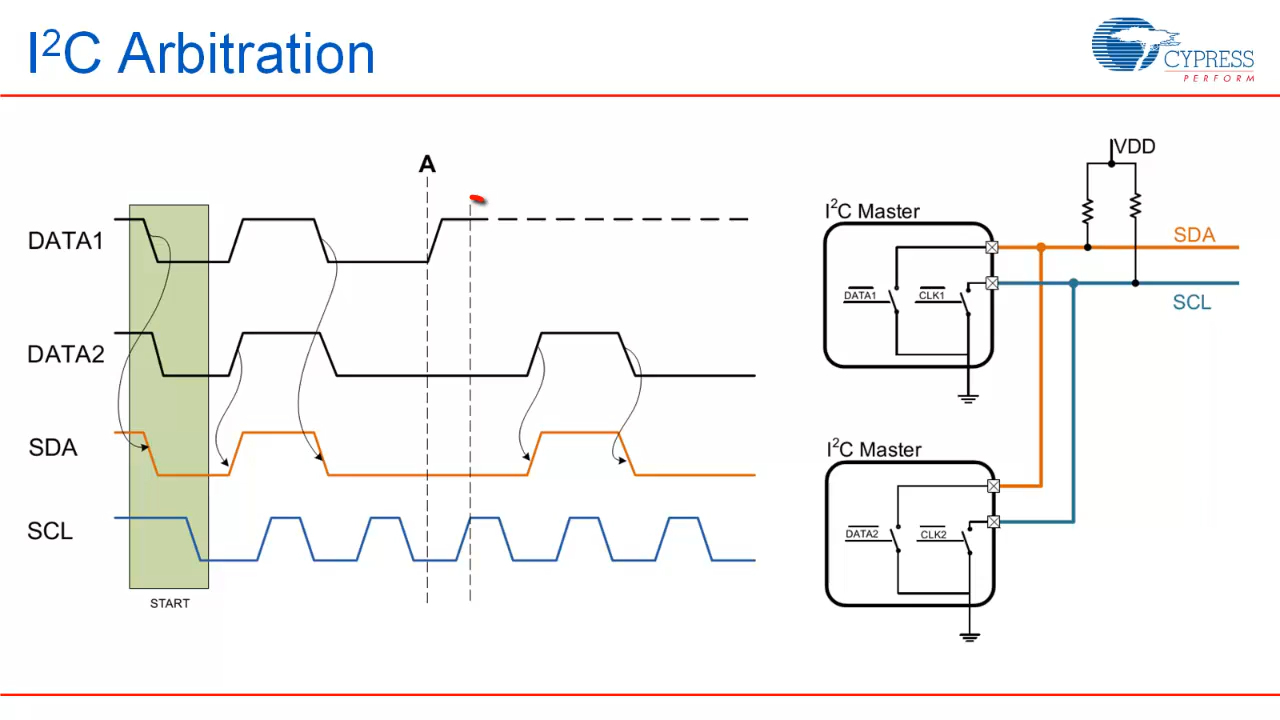 I²C Arbitration
CYPRESS
PERFORM
A
DATA1
DATA2
SDA
SCL
START
VDD
I²C Master
SDA
SCL
DATA1
CLK1
I²C Master
DATA2
CLK2